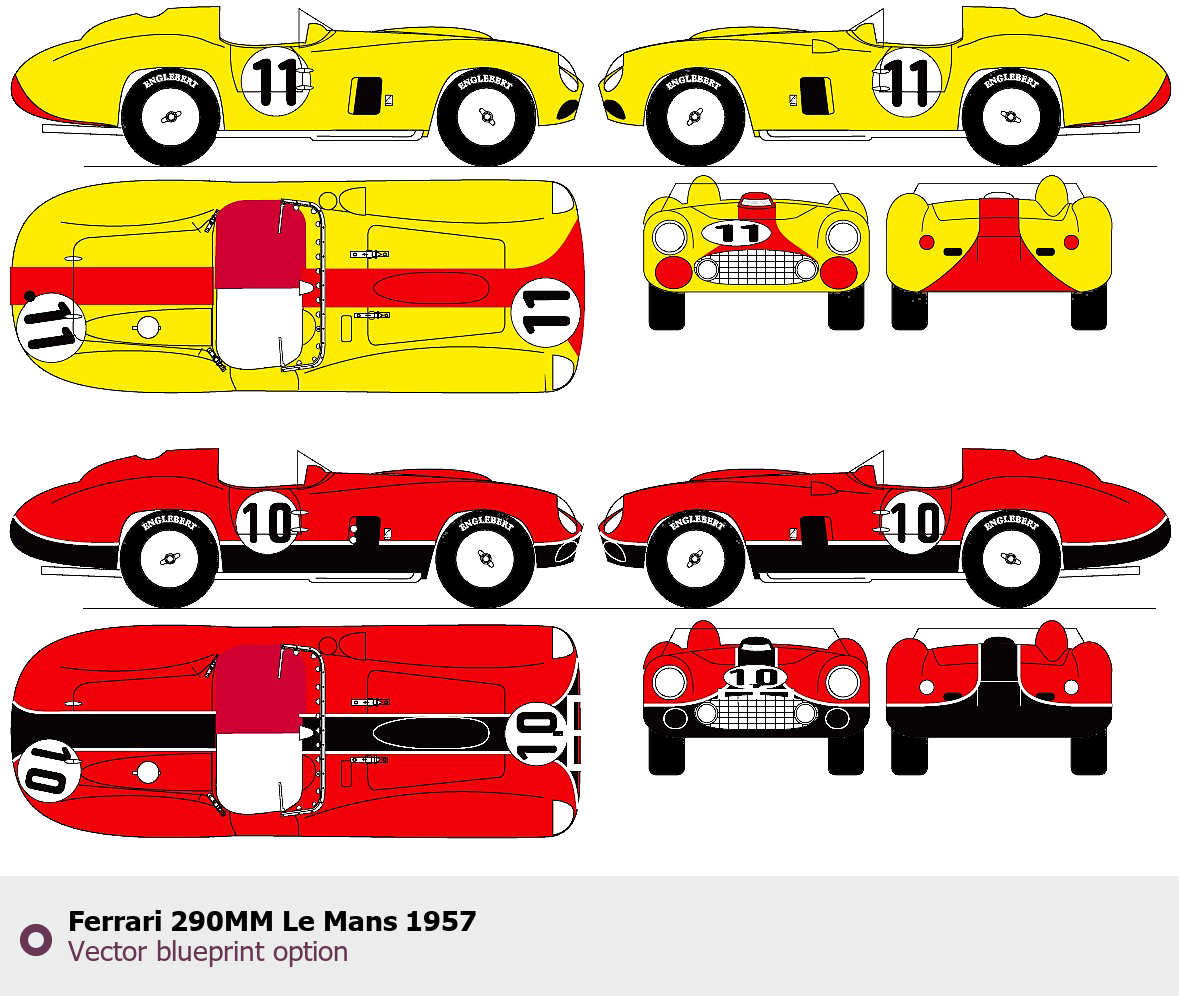 ENGLEBERT 11 ENGLEBERT ENGLEBERT 11 ENGLEBERT
11
11 11
ENGLEBERT 10 ENGLEBERT ENGLEBERT 10 ENGLEBERT
10
10 10
Ferrari 290MM Le Mans 1957
Vector blueprint option